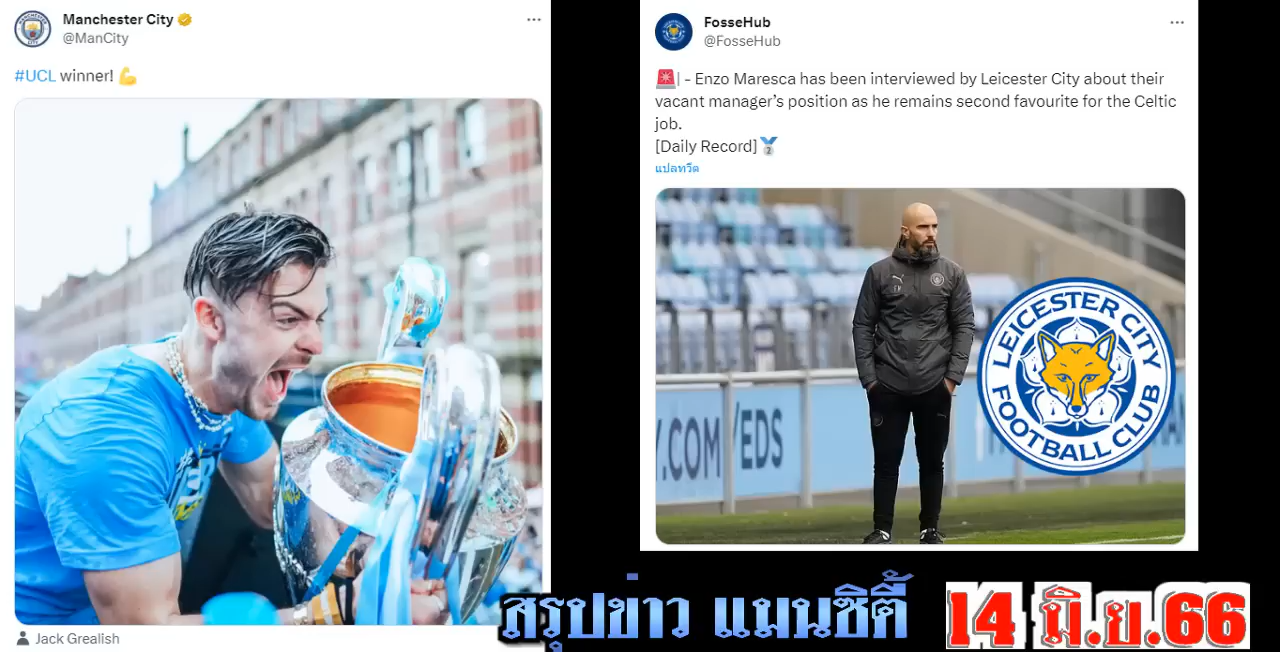 Manchester City
@ManCity
#UCL winner! 💪
Jack Grealish
FosseHub
@FosseHub
🚨| - Enzo Maresca has been interviewed by Leicester City about their
vacant manager’s position as he remains second favourite for the Celtic
job.
[Daily Record]🥈
แปลทวีต
.COM
EDS
LEICESTER CITY
FOOTBALL CLUB
สรุปข่าว แมนซิตี้ 14 มิ.ย.66